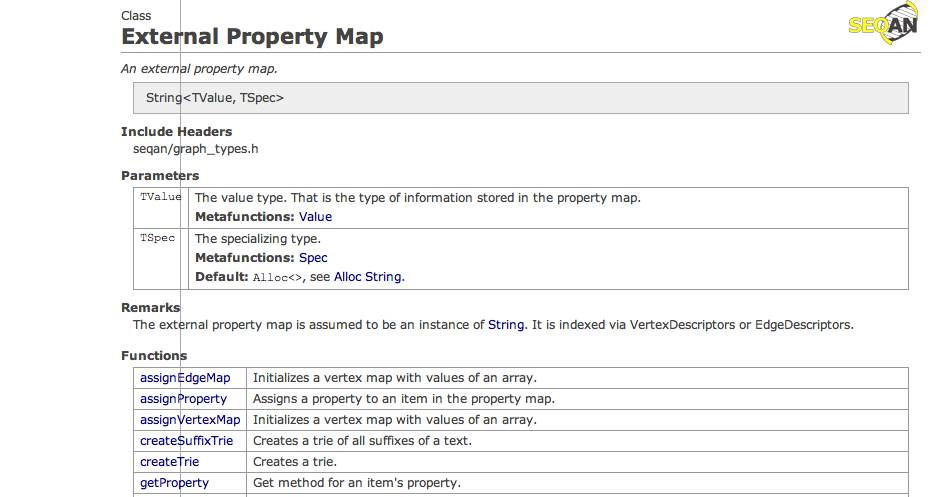 Class
SEQAN
External Property Map
An external property map.
String<TValue, TSpec>
Include Headers
seqan/graph_types.h
Parameters
TValue The value type. That is the type of information stored in the property map.
Metafunctions: Value
TSpec The specializing type.
Metafunctions: Spec
Default: Alloc<>, see Alloc String.
Remarks
The external property map is assumed to be an instance of String. It is indexed via VertexDescriptors or EdgeDescriptors.
Functions
assignEdgeMap Initializes a vertex map with values of an array.
assignProperty Assigns a property to an item in the property map.
assignVertexMap Initializes a vertex map with values of an array.
createSuffixTrie Creates a trie of all suffixes of a text.
createTrie Creates a trie.
getProperty Get method for an item's property.